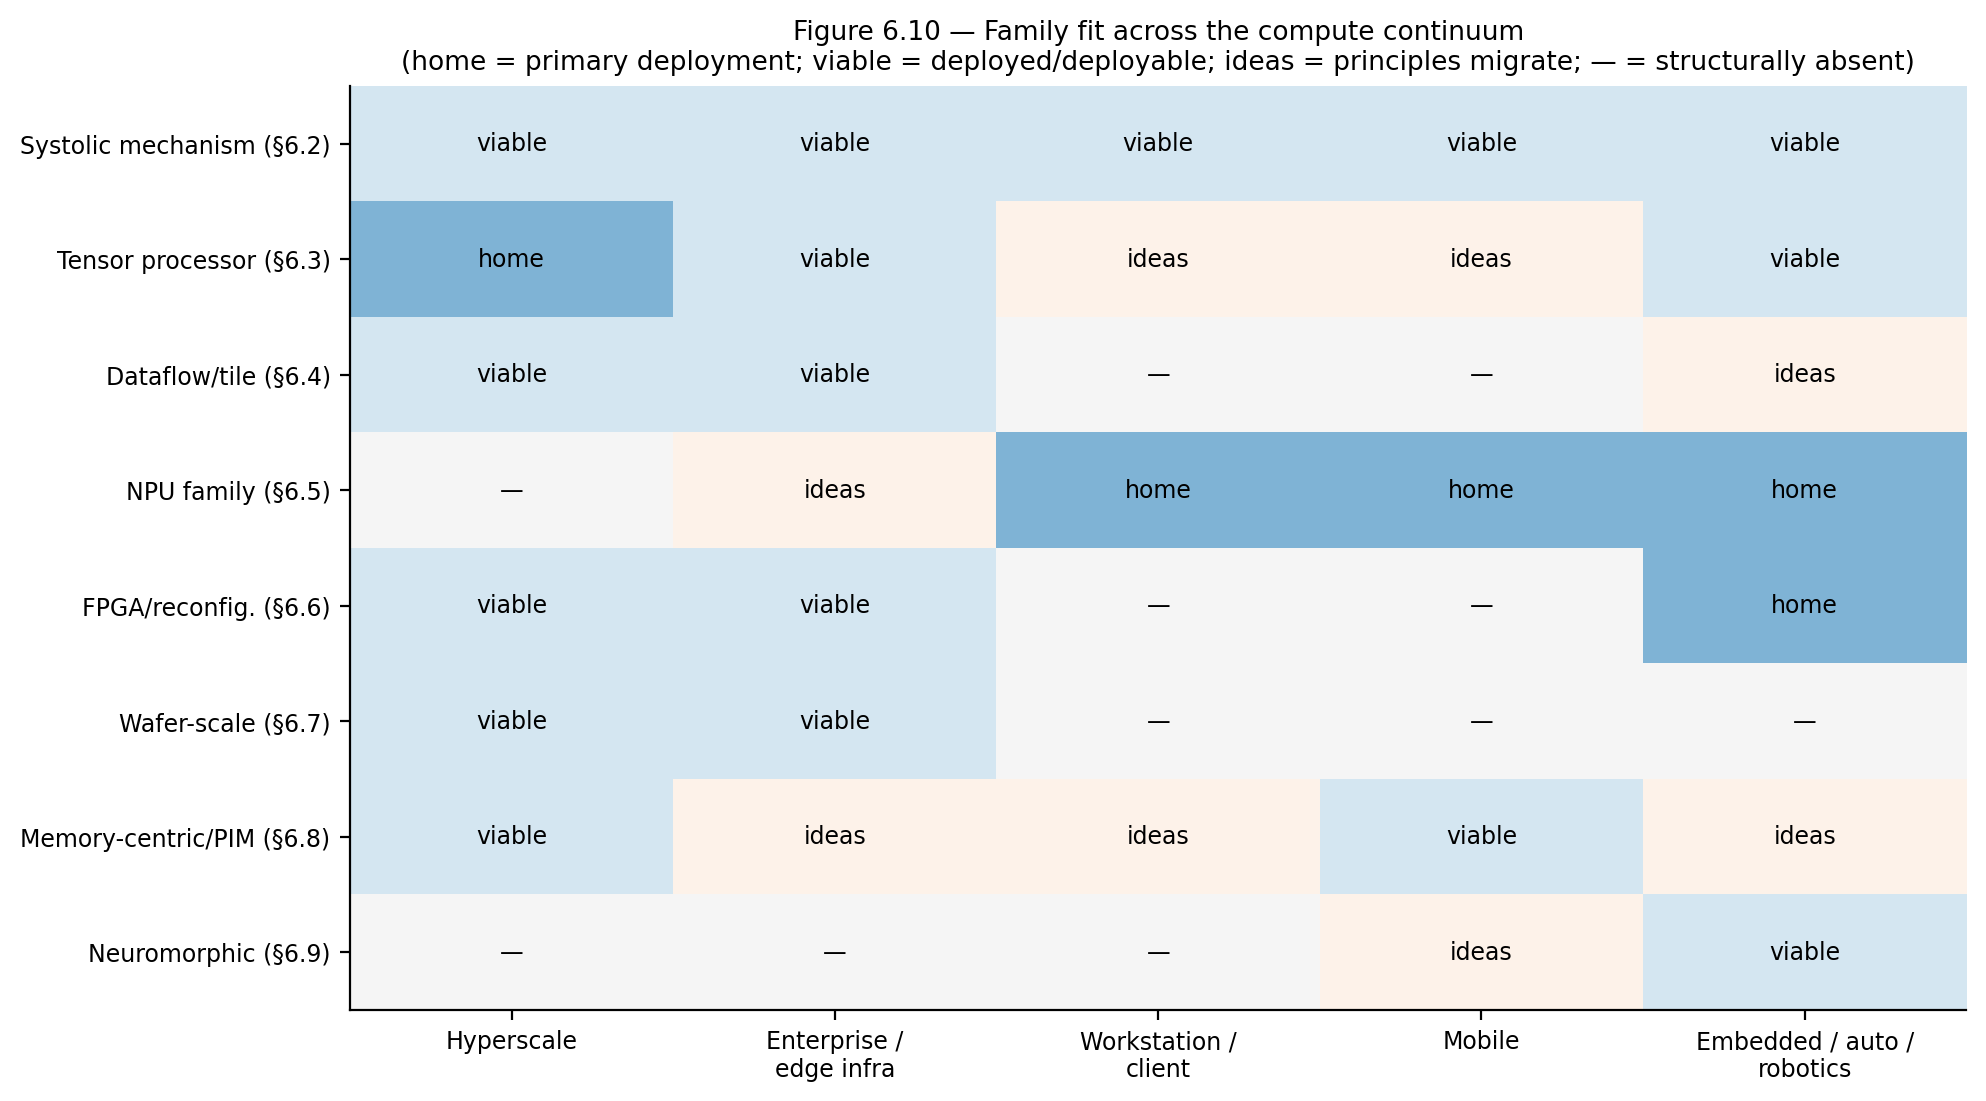 Figure 6.10 — Family fit across the compute continuum
(home = primary deployment; viable = deployed/deployable; ideas = principles migrate; — = structurally absent)
Systolic mechanism (§6.2) viable viable viable viable viable
Tensor processor (§6.3) home viable ideas ideas viable
Dataflow/tile (§6.4) viable viable — — ideas
NPU family (§6.5) — ideas home home home
FPGA/reconfig. (§6.6) viable viable — — home
Wafer-scale (§6.7) viable viable — — —
Memory-centric/PIM (§6.8) viable ideas ideas viable ideas
Neuromorphic (§6.9) — — — ideas viable
Hyperscale
Enterprise /
edge infra
Workstation /
client
Mobile
Embedded / auto /
robotics